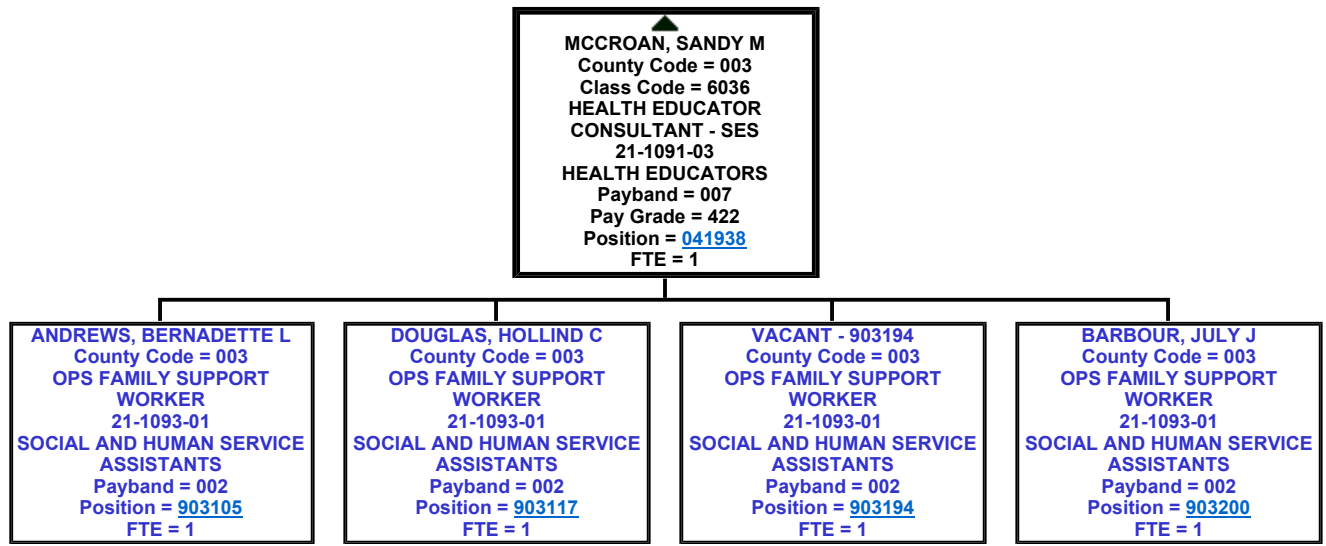 MCCROAN, SANDY M
County Code = 003
Class Code = 6036
HEALTH EDUCATOR
CONSULTANT - SES
21-1091-03
HEALTH EDUCATORS
Payband = 007
Pay Grade = 422
Position = 041938
FTE = 1
ANDREWS, BERNADETTE L
County Code = 003
OPS FAMILY SUPPORT
WORKER
21-1093-01
SOCIAL AND HUMAN SERVICE
ASSISTANTS
Payband = 002
Position = 903105
FTE = 1
DOUGLAS, HOLLIND C
County Code = 003
OPS FAMILY SUPPORT
WORKER
21-1093-01
SOCIAL AND HUMAN SERVICE
ASSISTANTS
Payband = 002
Position = 903117
FTE = 1
VACANT - 903194
County Code = 003
OPS FAMILY SUPPORT
WORKER
21-1093-01
SOCIAL AND HUMAN SERVICE
ASSISTANTS
Payband = 002
Position = 903194
FTE = 1
BARBOUR, JULY J
County Code = 003
OPS FAMILY SUPPORT
WORKER
21-1093-01
SOCIAL AND HUMAN SERVICE
ASSISTANTS
Payband = 002
Position = 903200
FTE = 1